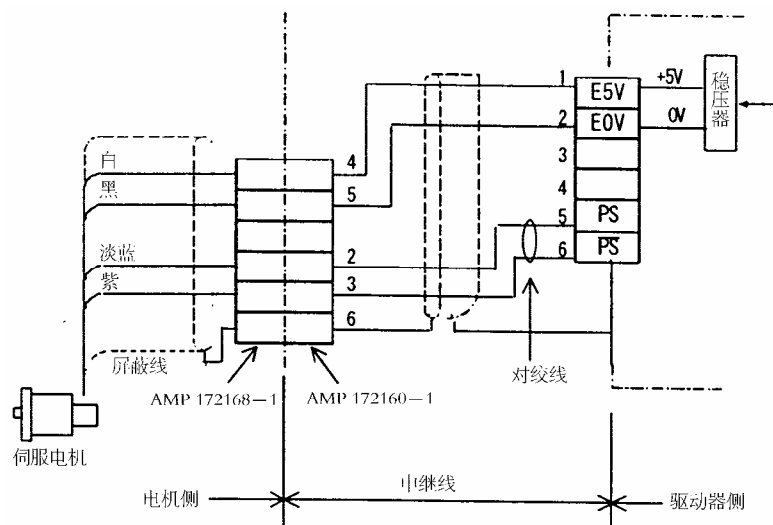 1
E5V
+5V
稳压器
2
E0V
0V
3
4
5
PS
6
P̅S̅
白
黑
淡蓝
紫
屏蔽线
4
5
2
3
6
AMP 172168-1
AMP 172160-1
对绞线
伺服电机
电机侧
中继线
驱动器侧